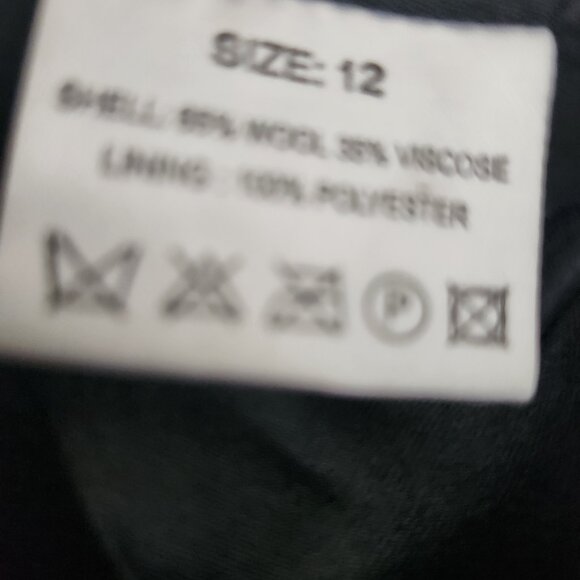 SIZE: 12
SHELL: 65% WOOL 35% VISCOSE
LINING : 100% POLYESTER
P